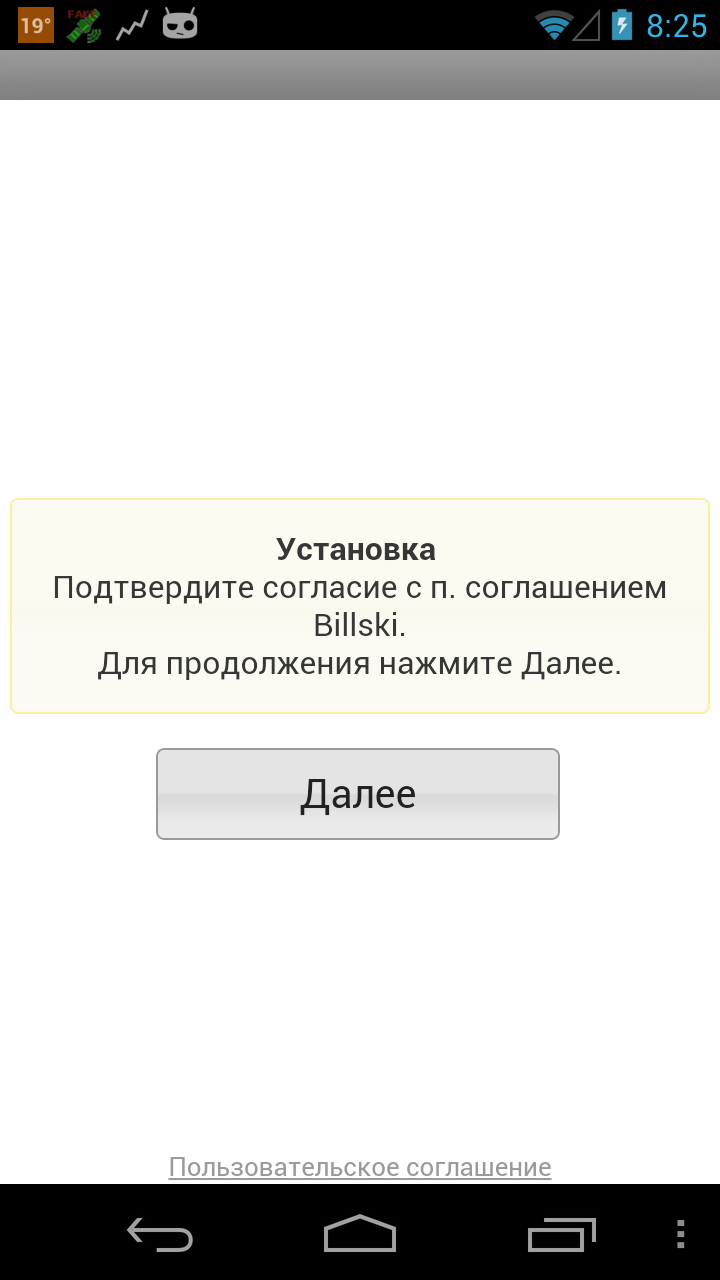 19°
FAKE
8:25
Установка
Подтвердите согласие с п. соглашением
Billski.
Для продолжения нажмите Далее.
Далее
Пользовательское соглашение